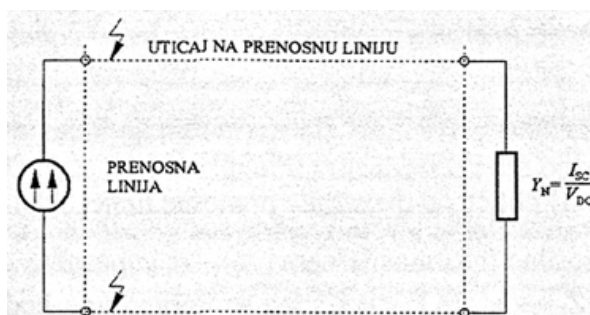 UTICAJ NA PRENOSNU LINIJU
PRENOSNA
LINIJA
Y_N = I_SC / V_DC